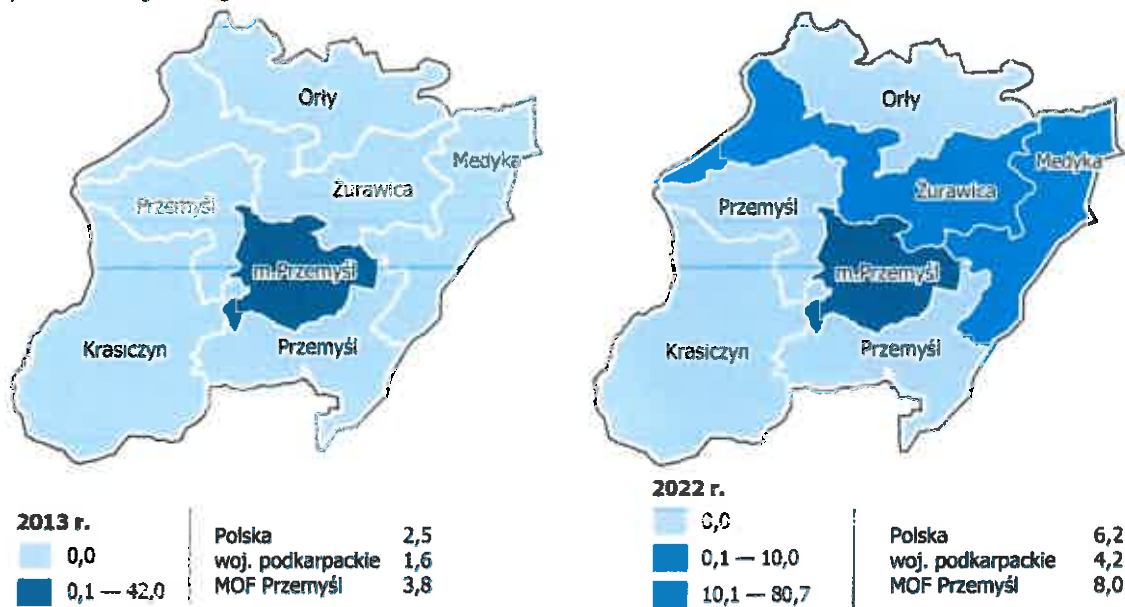 Orły
Medyka
Żurawica
Przemyśl
m.Przemyśl
Krasiczyn
Przemyśl
2013 r.
0,0
0,1 — 42,0
Polska 2,5
woj. podkarpackie 1,6
MOF Przemyśl 3,8
Orły
Medyka
Żurawica
Przemyśl
m.Przemyśl
Krasiczyn
Przemyśl
2022 r.
0,0
0,1 — 10,0
10,1 — 80,7
Polska 6,2
woj. podkarpackie 4,2
MOF Przemyśl 8,0